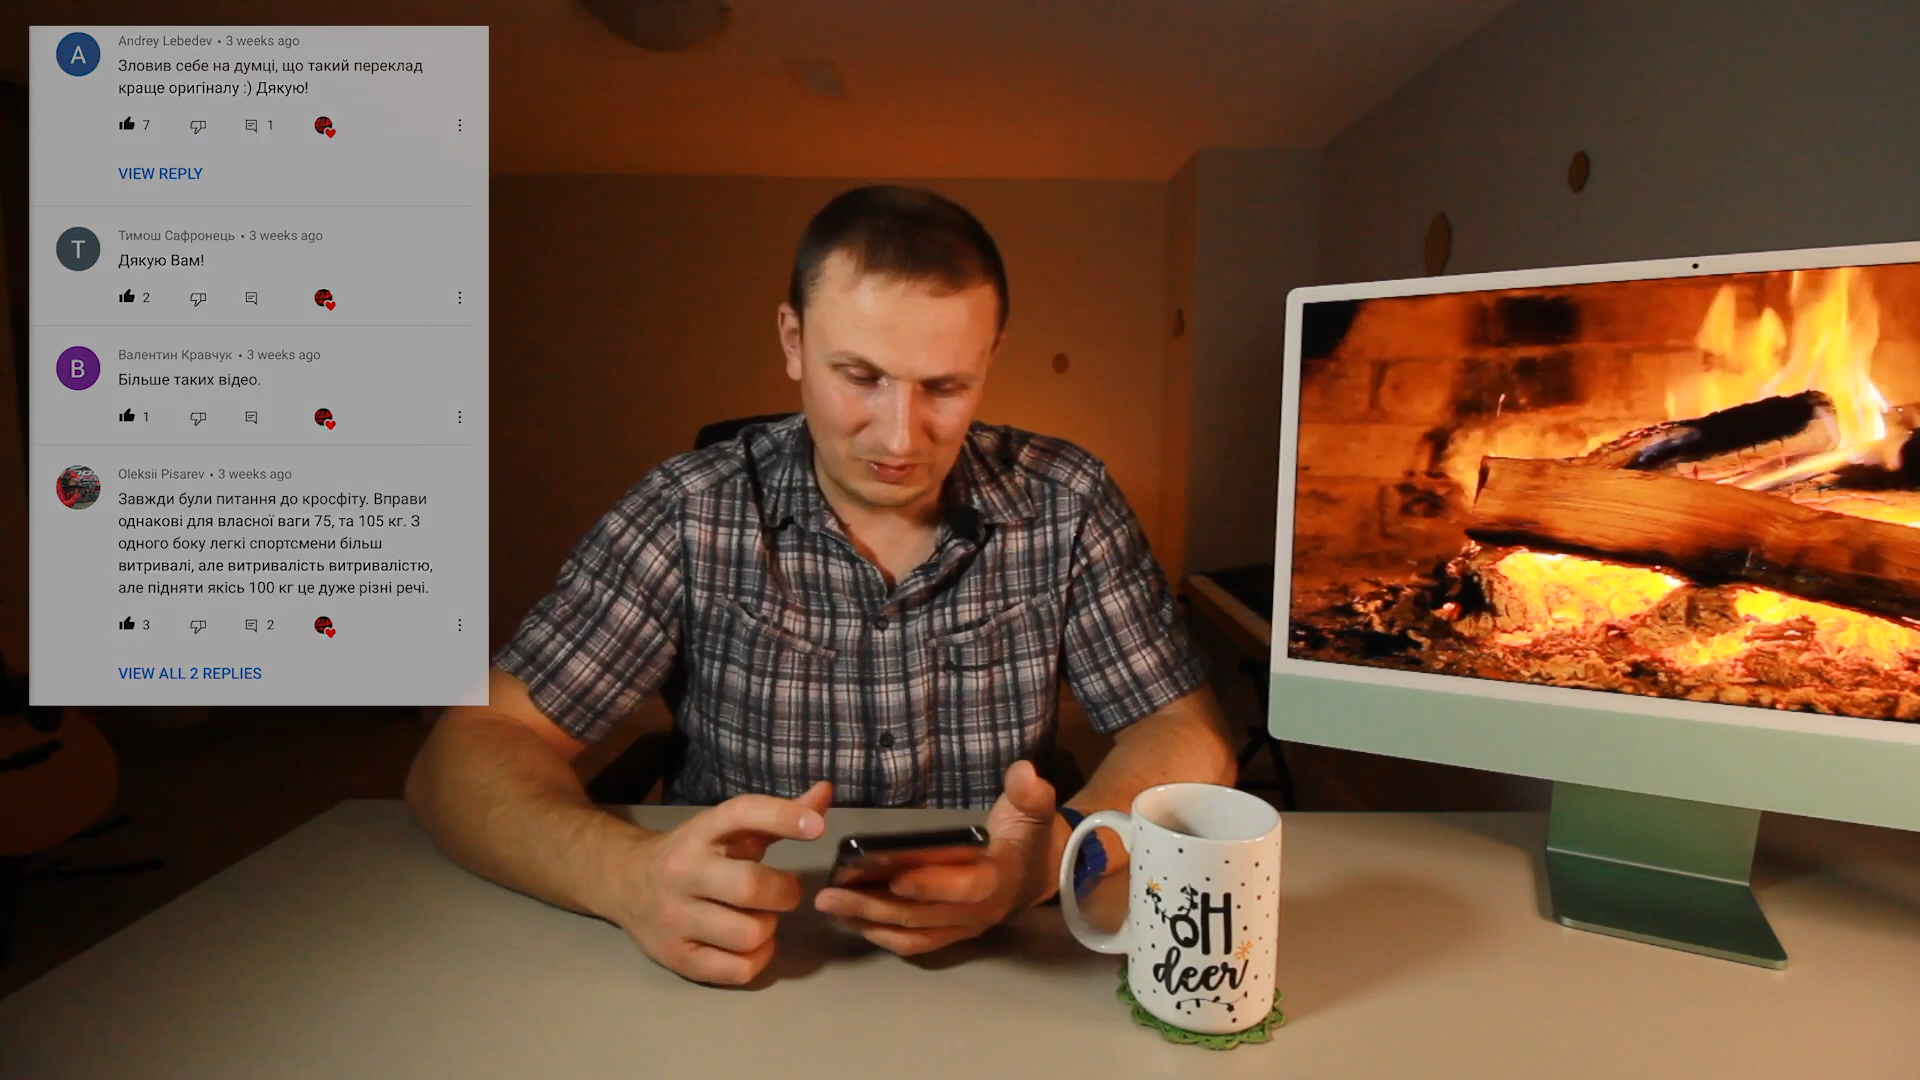 Andrey Lebedev • 3 weeks ago
A
Зловив себе на думці, що такий переклад
краще оригіналу :) Дякую!
7
1
VIEW REPLY
Тимош Сафронець • 3 weeks ago
Т
Дякую Вам!
2
Валентин Кравчук • 3 weeks ago
В
Більше таких відео.
1
Oleksii Pisarev • 3 weeks ago
Завжди були питання до кросфіту. Вправи
однакові для власної ваги 75, та 105 кг. З
одного боку легкі спортсмени більш
витривалі, але витривалість витривалістю,
але підняти якісь 100 кг це дуже різні речі.
3
2
VIEW ALL 2 REPLIES
oH
deer